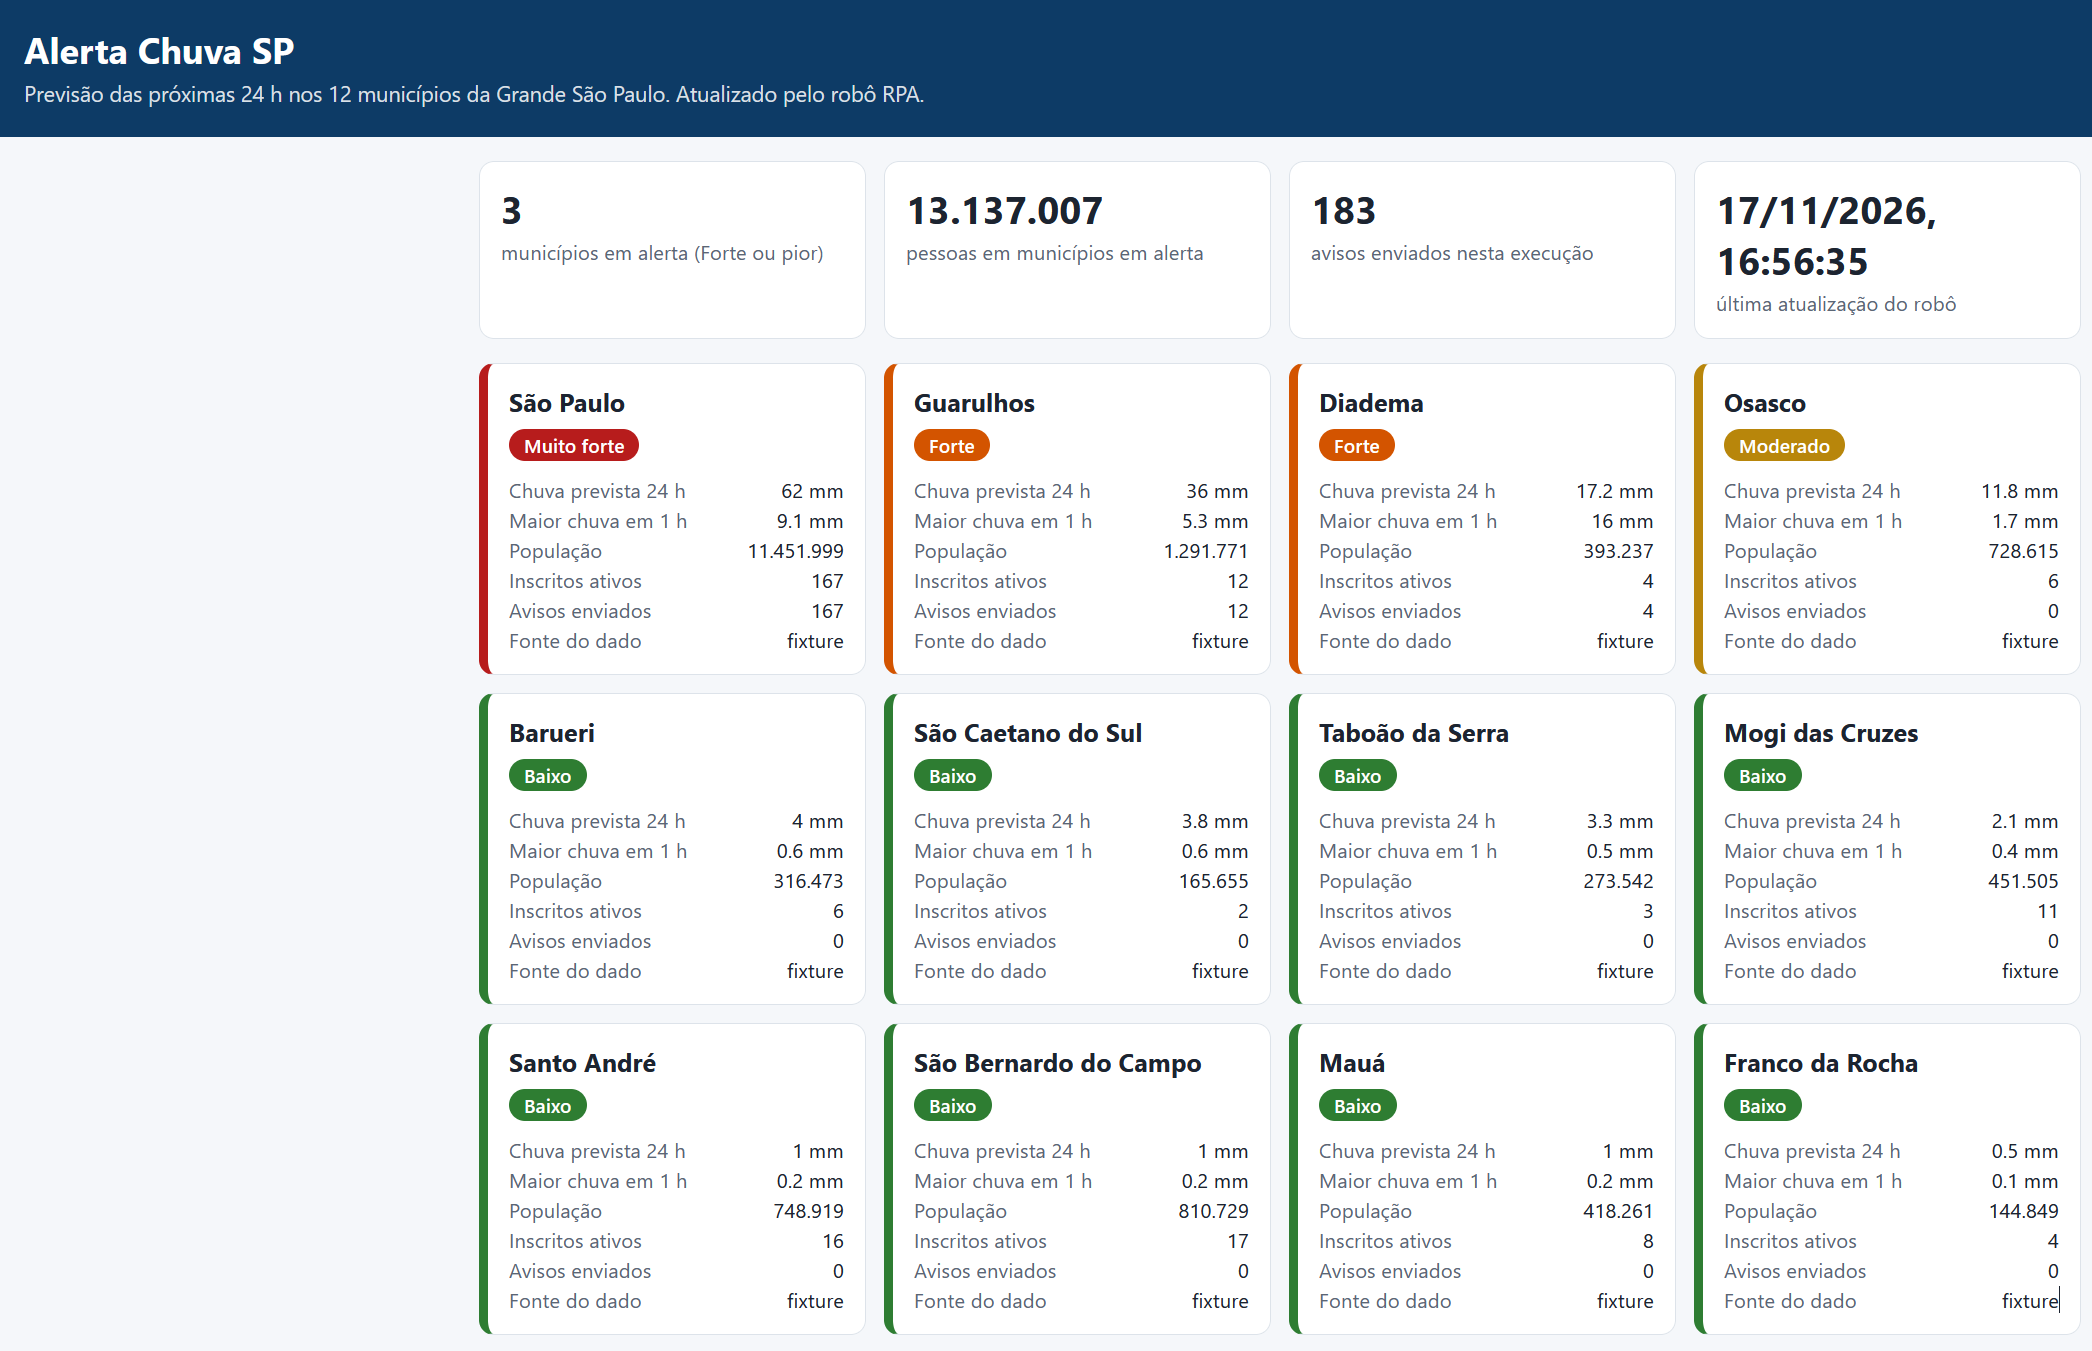 Alerta Chuva SP
Previsão das próximas 24 h nos 12 municípios da Grande São Paulo. Atualizado pelo robô RPA.
3
municípios em alerta (Forte ou pior)
13.137.007
pessoas em municípios em alerta
183
avisos enviados nesta execução
17/11/2026,
16:56:35
última atualização do robô
São Paulo
Muito forte
Chuva prevista 24 h 62 mm
Maior chuva em 1 h 9.1 mm
População 11.451.999
Inscritos ativos 167
Avisos enviados 167
Fonte do dado fixture
Guarulhos
Forte
Chuva prevista 24 h 36 mm
Maior chuva em 1 h 5.3 mm
População 1.291.771
Inscritos ativos 12
Avisos enviados 12
Fonte do dado fixture
Diadema
Forte
Chuva prevista 24 h 17.2 mm
Maior chuva em 1 h 16 mm
População 393.237
Inscritos ativos 4
Avisos enviados 4
Fonte do dado fixture
Osasco
Moderado
Chuva prevista 24 h 11.8 mm
Maior chuva em 1 h 1.7 mm
População 728.615
Inscritos ativos 6
Avisos enviados 0
Fonte do dado fixture
Barueri
Baixo
Chuva prevista 24 h 4 mm
Maior chuva em 1 h 0.6 mm
População 316.473
Inscritos ativos 6
Avisos enviados 0
Fonte do dado fixture
São Caetano do Sul
Baixo
Chuva prevista 24 h 3.8 mm
Maior chuva em 1 h 0.6 mm
População 165.655
Inscritos ativos 2
Avisos enviados 0
Fonte do dado fixture
Taboão da Serra
Baixo
Chuva prevista 24 h 3.3 mm
Maior chuva em 1 h 0.5 mm
População 273.542
Inscritos ativos 3
Avisos enviados 0
Fonte do dado fixture
Mogi das Cruzes
Baixo
Chuva prevista 24 h 2.1 mm
Maior chuva em 1 h 0.4 mm
População 451.505
Inscritos ativos 11
Avisos enviados 0
Fonte do dado fixture
Santo André
Baixo
Chuva prevista 24 h 1 mm
Maior chuva em 1 h 0.2 mm
População 748.919
Inscritos ativos 16
Avisos enviados 0
Fonte do dado fixture
São Bernardo do Campo
Baixo
Chuva prevista 24 h 1 mm
Maior chuva em 1 h 0.2 mm
População 810.729
Inscritos ativos 17
Avisos enviados 0
Fonte do dado fixture
Mauá
Baixo
Chuva prevista 24 h 1 mm
Maior chuva em 1 h 0.2 mm
População 418.261
Inscritos ativos 8
Avisos enviados 0
Fonte do dado fixture
Franco da Rocha
Baixo
Chuva prevista 24 h 0.5 mm
Maior chuva em 1 h 0.1 mm
População 144.849
Inscritos ativos 4
Avisos enviados 0
Fonte do dado fixture